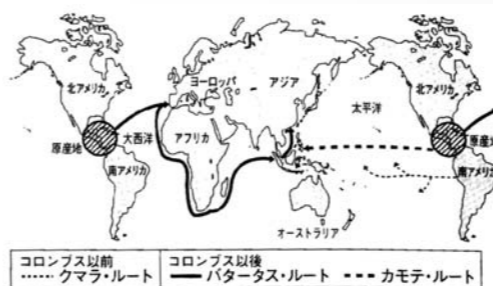 北アメリカ
ヨーロッパ
アジア
北アメリカ
太平洋
原産地
大西洋
アフリカ
原産地
南アメリカ
南アメリカ
オーストラリア
コロンブス以前
コロンブス以後
クマラ・ルート
バタータス・ルート
カモテ・ルート